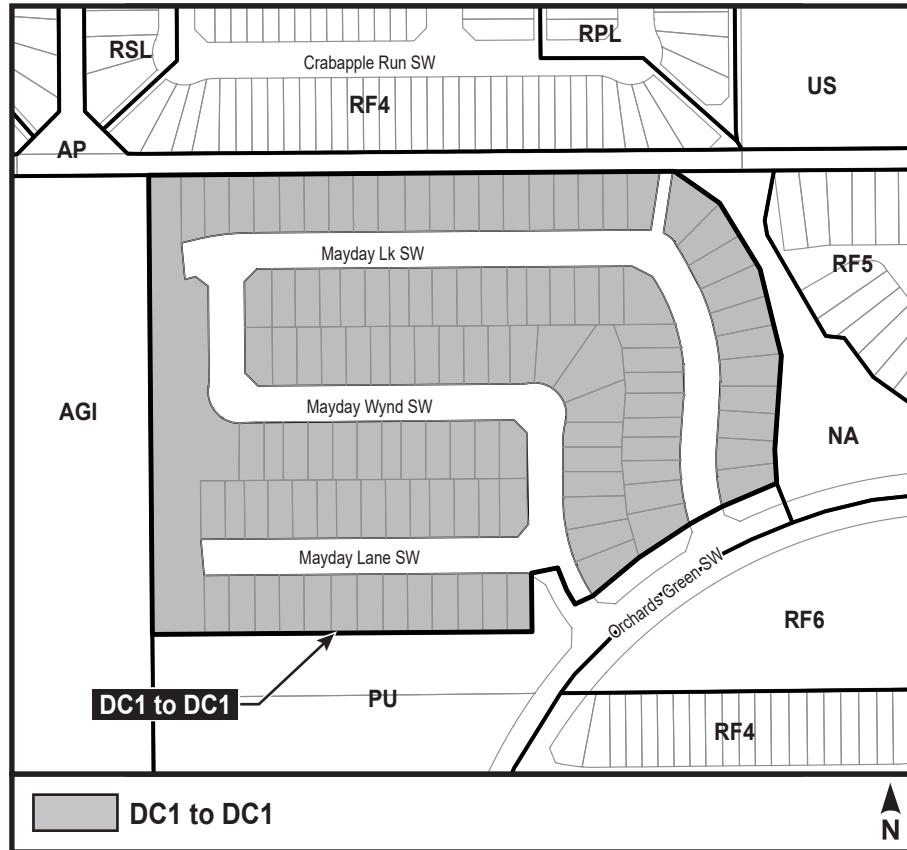 RSL
RPL
Crabapple Run SW
US
RF4
AP
Mayday Lk SW
RF5
AGI
Mayday Wynd SW
NA
Mayday Lane SW
Orchards Green SW
RF6
DC1 to DC1
PU
RF4
DC1 to DC1
N